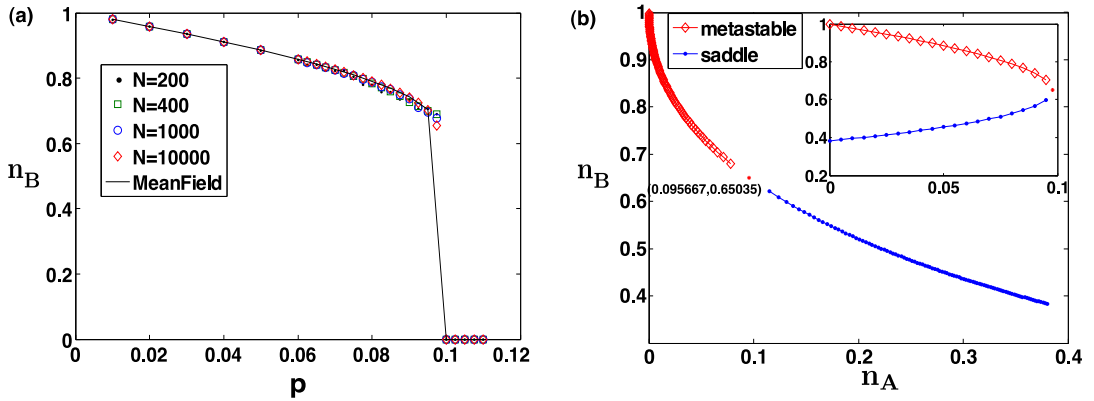 (a)
1
0.8
0.6
0.4
0.2
0
n_B
N=200
N=400
N=1000
N=10000
MeanField
0 0.02 0.04 0.06 0.08 0.1 0.12
p
(b)
1
0.9
0.8
0.7
0.6
0.5
0.4
n_B
metastable
saddle
(0.095667,0.65035)
1
0.8
0.6
0.4
0.2
0 0.05 0.1
0 0.1 0.2 0.3 0.4
n_A